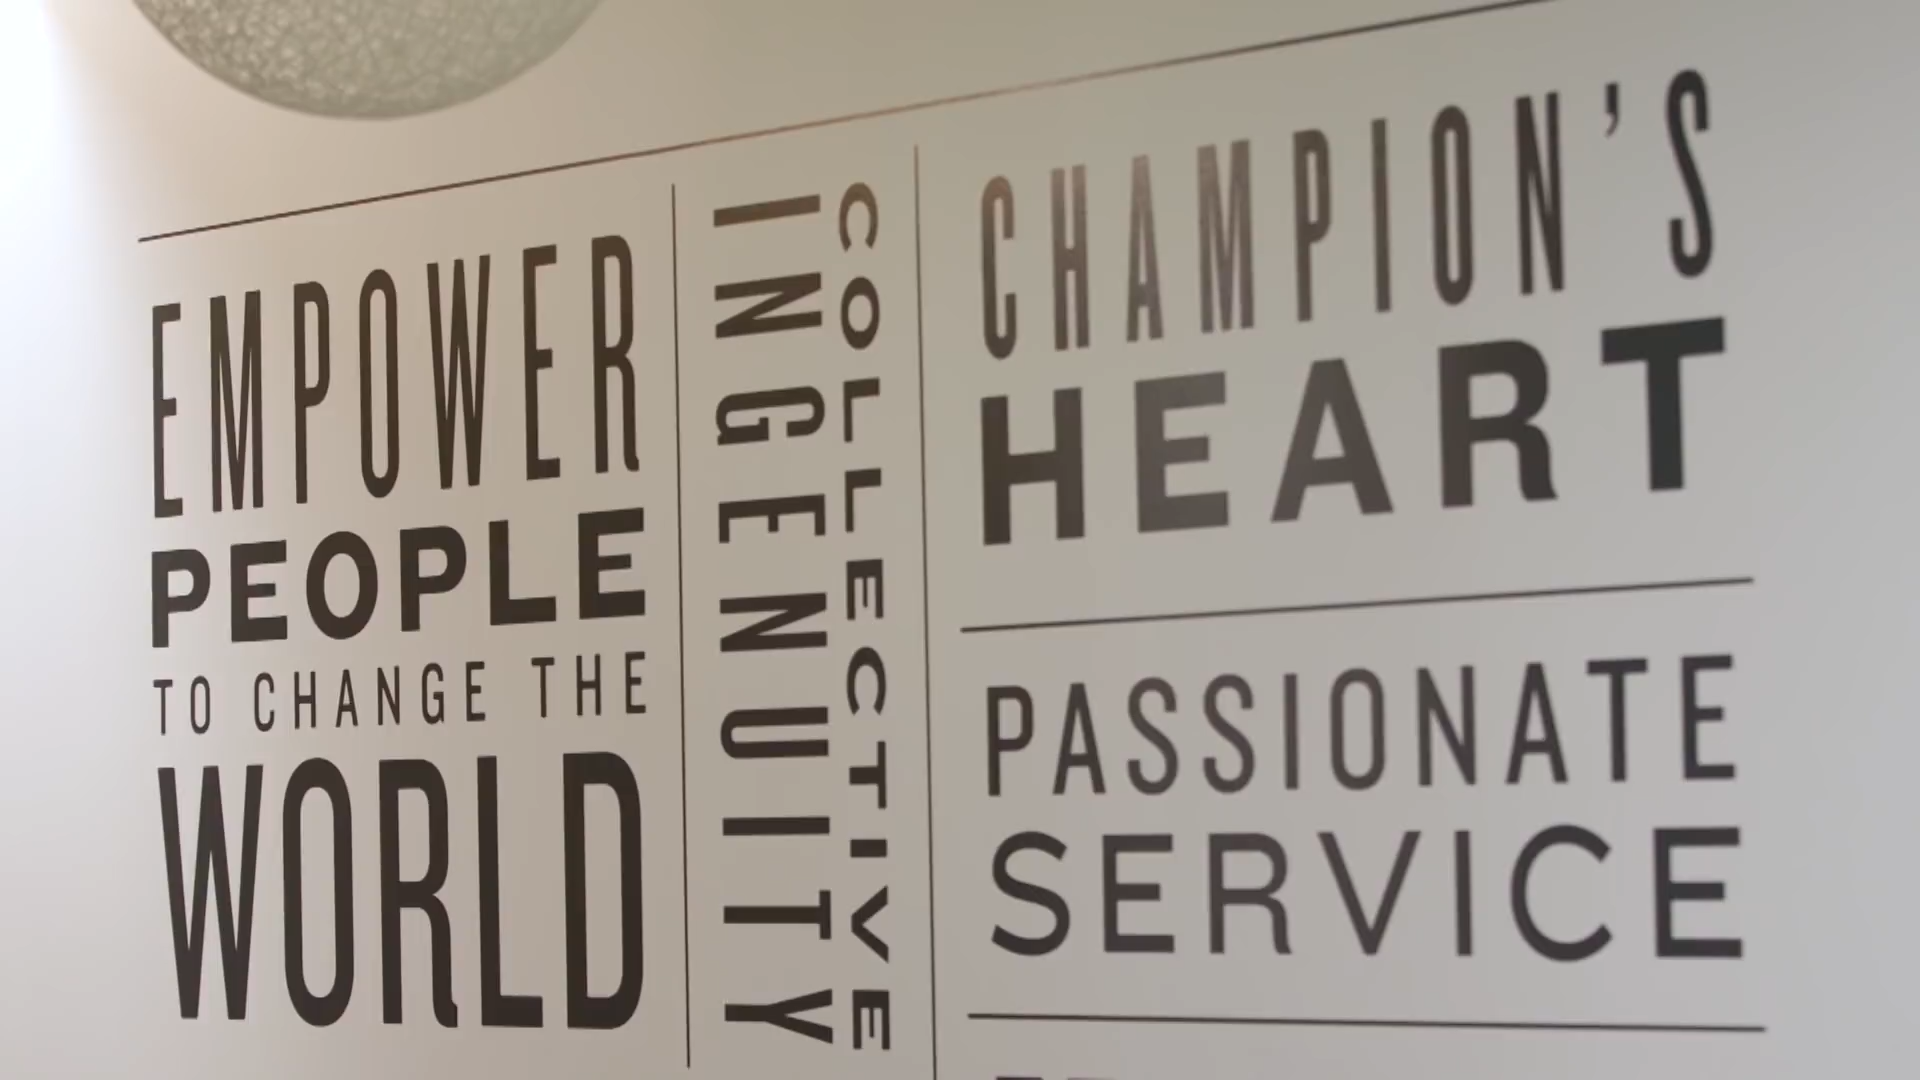 EMPOWER
PEOPLE
TO CHANGE THE
WORLD
COLLECTIVE
INGENUITY
CHAMPION'S
HEART
PASSIONATE
SERVICE